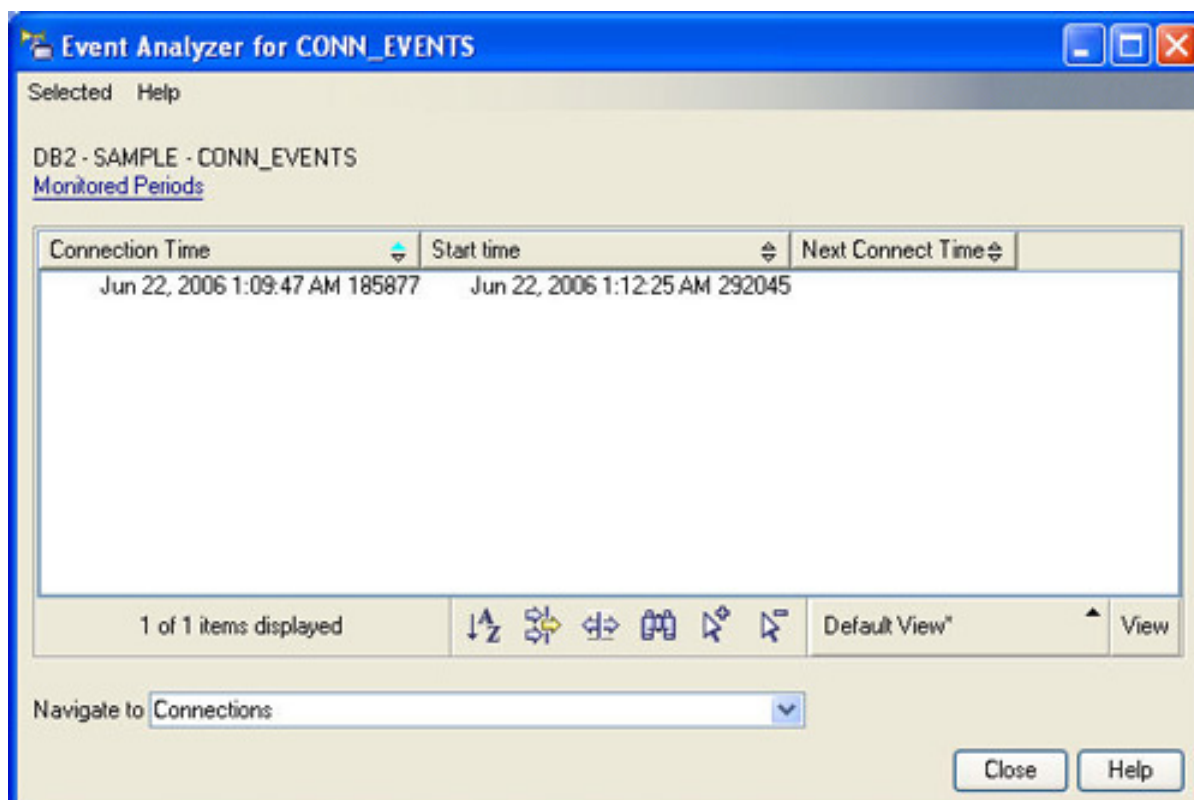 Event Analyzer for CONN_EVENTS
Selected Help
DB2 - SAMPLE - CONN_EVENTS
Monitored Periods
Connection Time Start time Next Connect Time
Jun 22, 2006 1:09:47 AM 185877 Jun 22, 2006 1:12:25 AM 292045
1 of 1 items displayed Default View* View
Navigate to Connections
Close Help